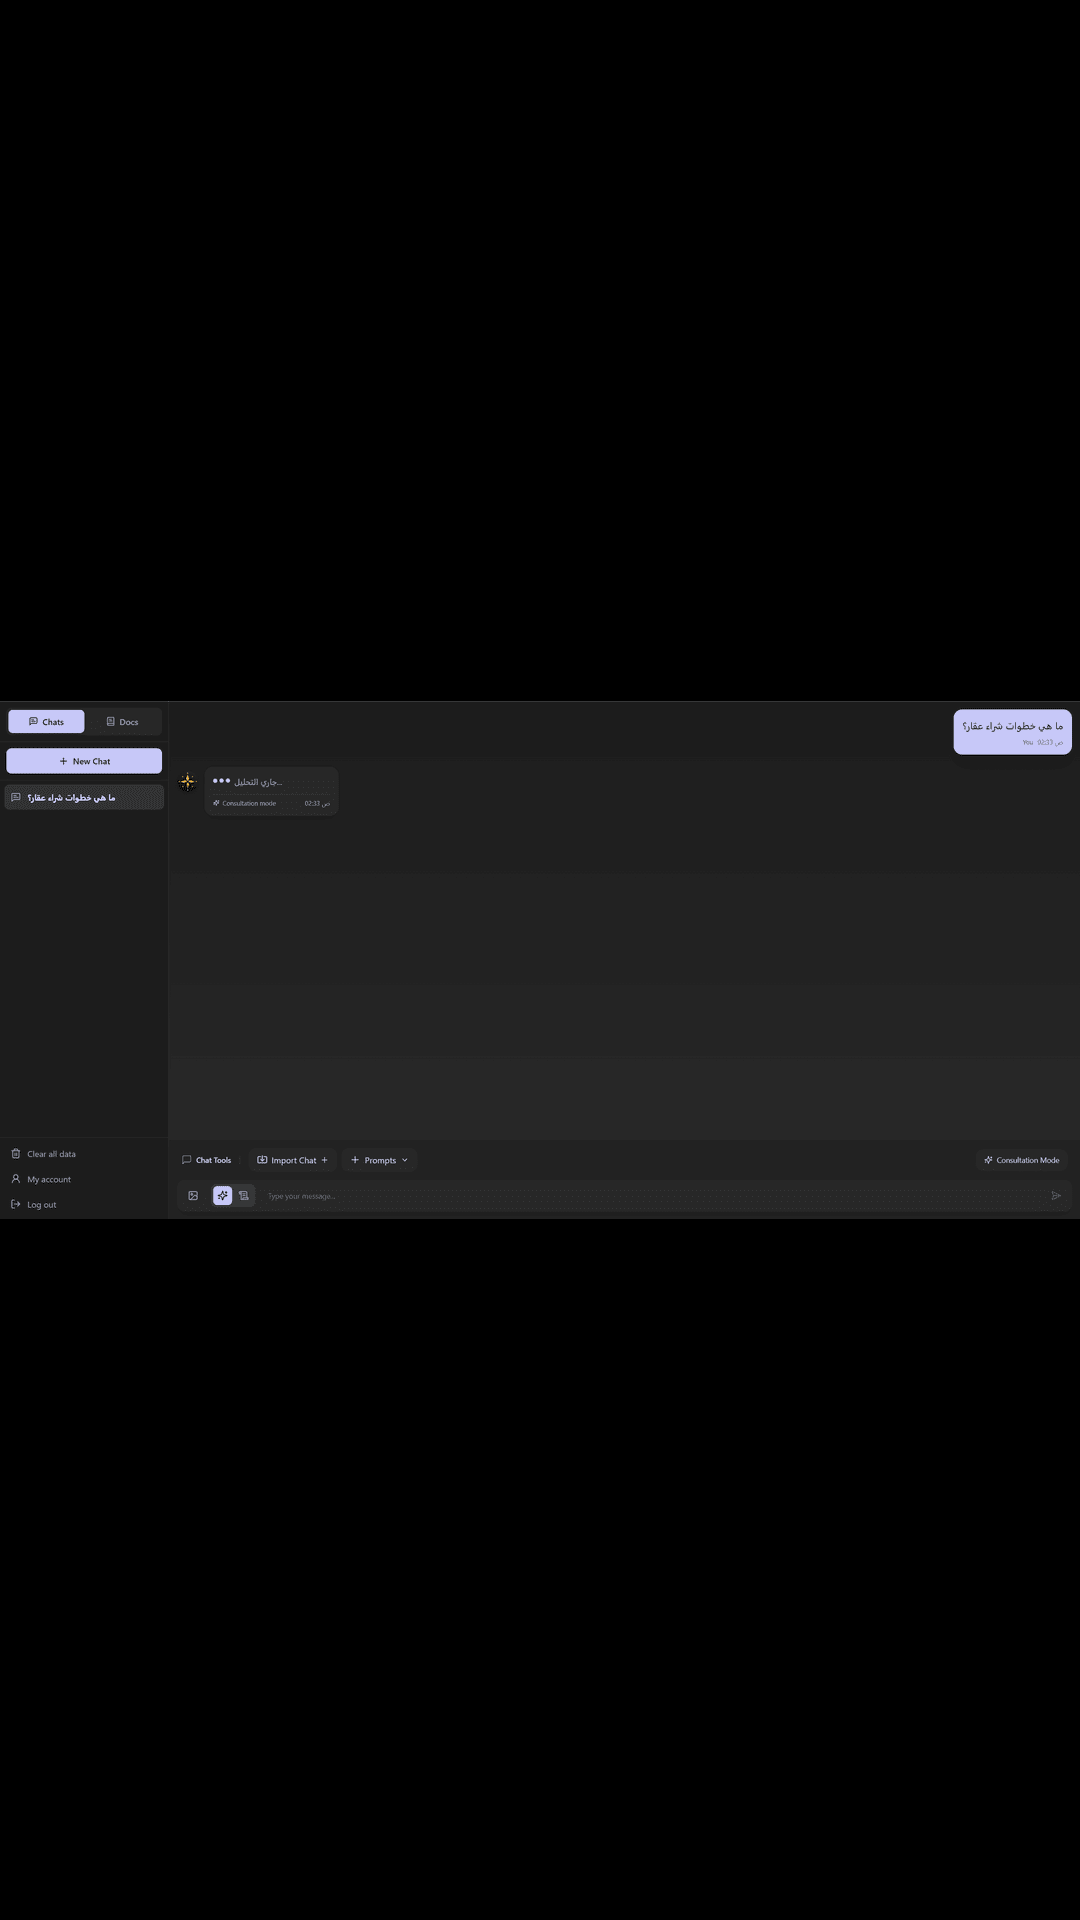 Chats
Docs
New Chat
ما هي خطوات شراء عقار؟
ما هي خطوات شراء عقار؟
You 02:33 ص
جاري التحليل...
Consultation mode
02:33 ص
Clear all data
My account
Log out
Chat Tools
Import Chat
Prompts
Consultation Mode
Type your message...